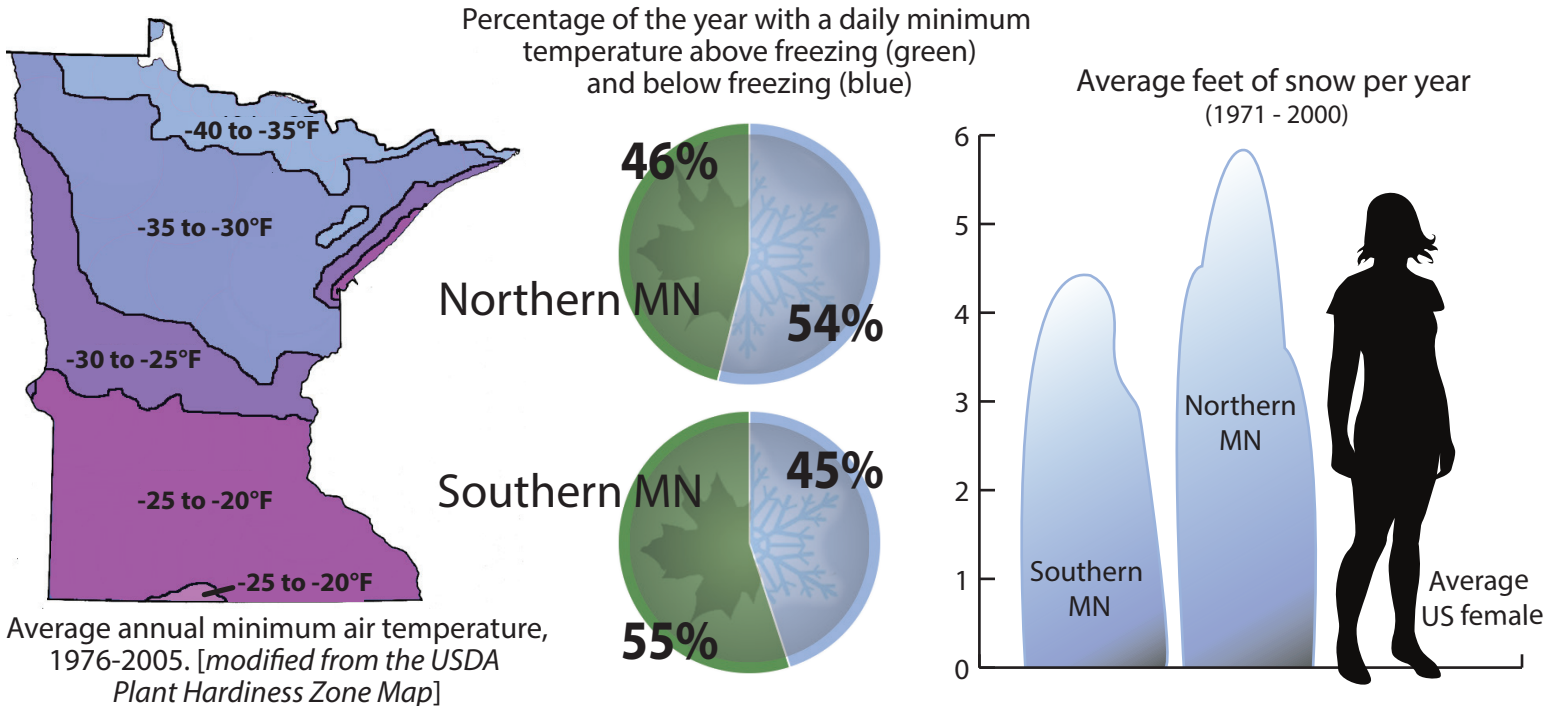 -40 to -35°F
-35 to -30°F
-30 to -25°F
-25 to -20°F
-25 to -20°F
Average annual minimum air temperature,
1976-2005. [modified from the USDA
Plant Hardiness Zone Map]
Percentage of the year with a daily minimum
temperature above freezing (green)
and below freezing (blue)
46%
Northern MN
54%
45%
Southern MN
55%
Average feet of snow per year
(1971 - 2000)
6
5
4
3
2
1
0
Southern
MN
Northern
MN
Average
US female